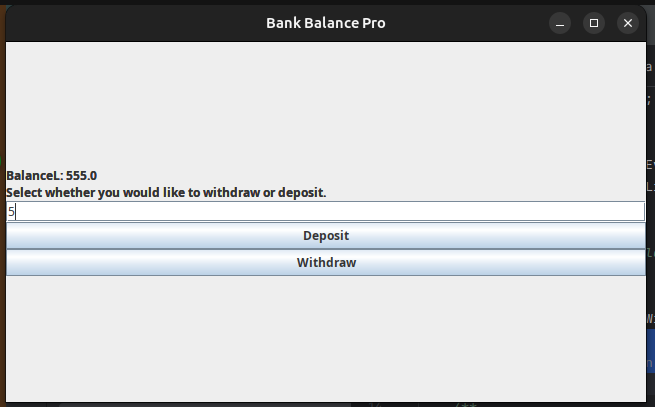 Bank Balance Pro
BalanceL: 555.0
Select whether you would like to withdraw or deposit.
5
Deposit
Withdraw